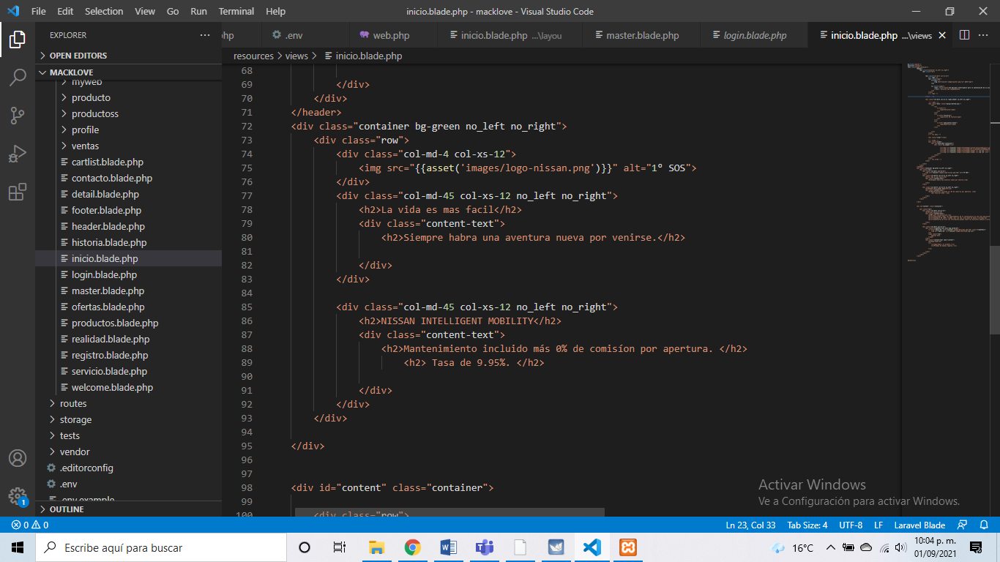 File Edit Selection View Go Run Terminal Help
inicio.blade.php - macklove - Visual Studio Code
EXPLORER
hp .env web.php inicio.blade.php ...\layou master.blade.php login.blade.php inicio.blade.php ...\views
OPEN EDITORS
MACKLOVE
myweb
producto
productoss
profile
ventas
cartlist.blade.php
contacto.blade.php
detail.blade.php
footer.blade.php
header.blade.php
historia.blade.php
inicio.blade.php
login.blade.php
master.blade.php
ofertas.blade.php
productos.blade.php
realidad.blade.php
registro.blade.php
servicio.blade.php
welcome.blade.php
routes
storage
tests
vendor
.editorconfig
.env
.env.example
OUTLINE
resources > views > inicio.blade.php
68
69 </div>
70 </div>
71 </header>
72 <div class="container bg-green no_left no_right">
73 <div class="row">
74 <div class="col-md-4 col-xs-12">
75 <img src="{{asset('images/logo-nissan.png')}}" alt="1° SOS">
76 </div>
77 <div class="col-md-45 col-xs-12 no_left no_right">
78 <h2>La vida es mas facil</h2>
79 <div class="content-text">
80 <h2>Siempre habra una aventura nueva por venirse.</h2>
81
82 </div>
83 </div>
84
85 <div class="col-md-45 col-xs-12 no_left no_right">
86 <h2>NISSAN INTELLIGENT MOBILITY</h2>
87 <div class="content-text">
88 <h2>Mantenimiento incluido más 0% de comisíon por apertura. </h2>
89 <h2> Tasa de 9.95%. </h2>
90
91 </div>
92 </div>
93 </div>
94
95 </div>
96
97
98 <div id="content" class="container">
99
100 <div class="row">
Activar Windows
Ve a Configuración para activar Windows.
1
0 0
Ln 23, Col 33 Tab Size: 4 UTF-8 LF Laravel Blade
Escribe aquí para buscar
16°C
10:04 p. m.
01/09/2021